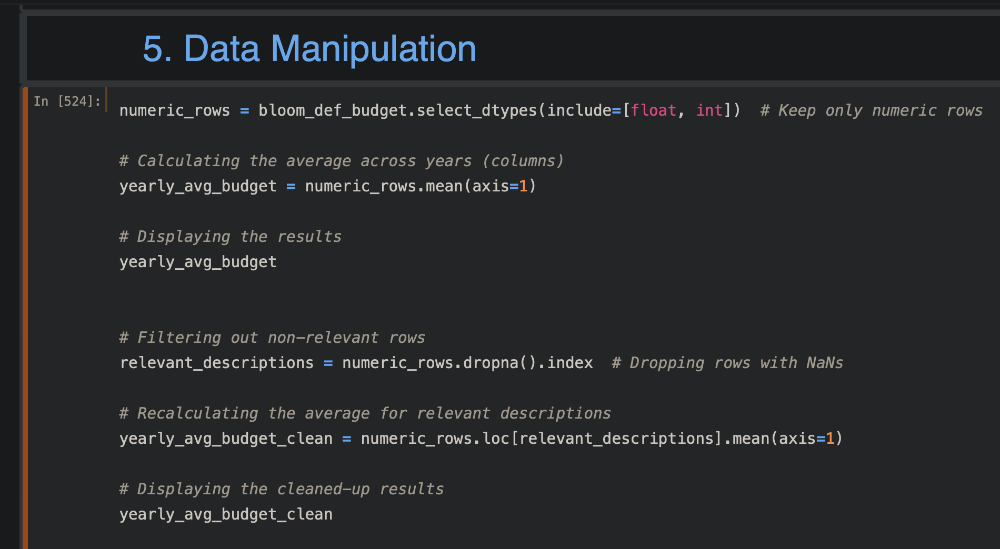 5. Data Manipulation
In [524]:
numeric_rows = bloom_def_budget.select_dtypes(include=[float, int])  # Keep only numeric rows
# Calculating the average across years (columns)
yearly_avg_budget = numeric_rows.mean(axis=1)
# Displaying the results
yearly_avg_budget
# Filtering out non-relevant rows
relevant_descriptions = numeric_rows.dropna().index  # Dropping rows with NaNs
# Recalculating the average for relevant descriptions
yearly_avg_budget_clean = numeric_rows.loc[relevant_descriptions].mean(axis=1)
# Displaying the cleaned-up results
yearly_avg_budget_clean